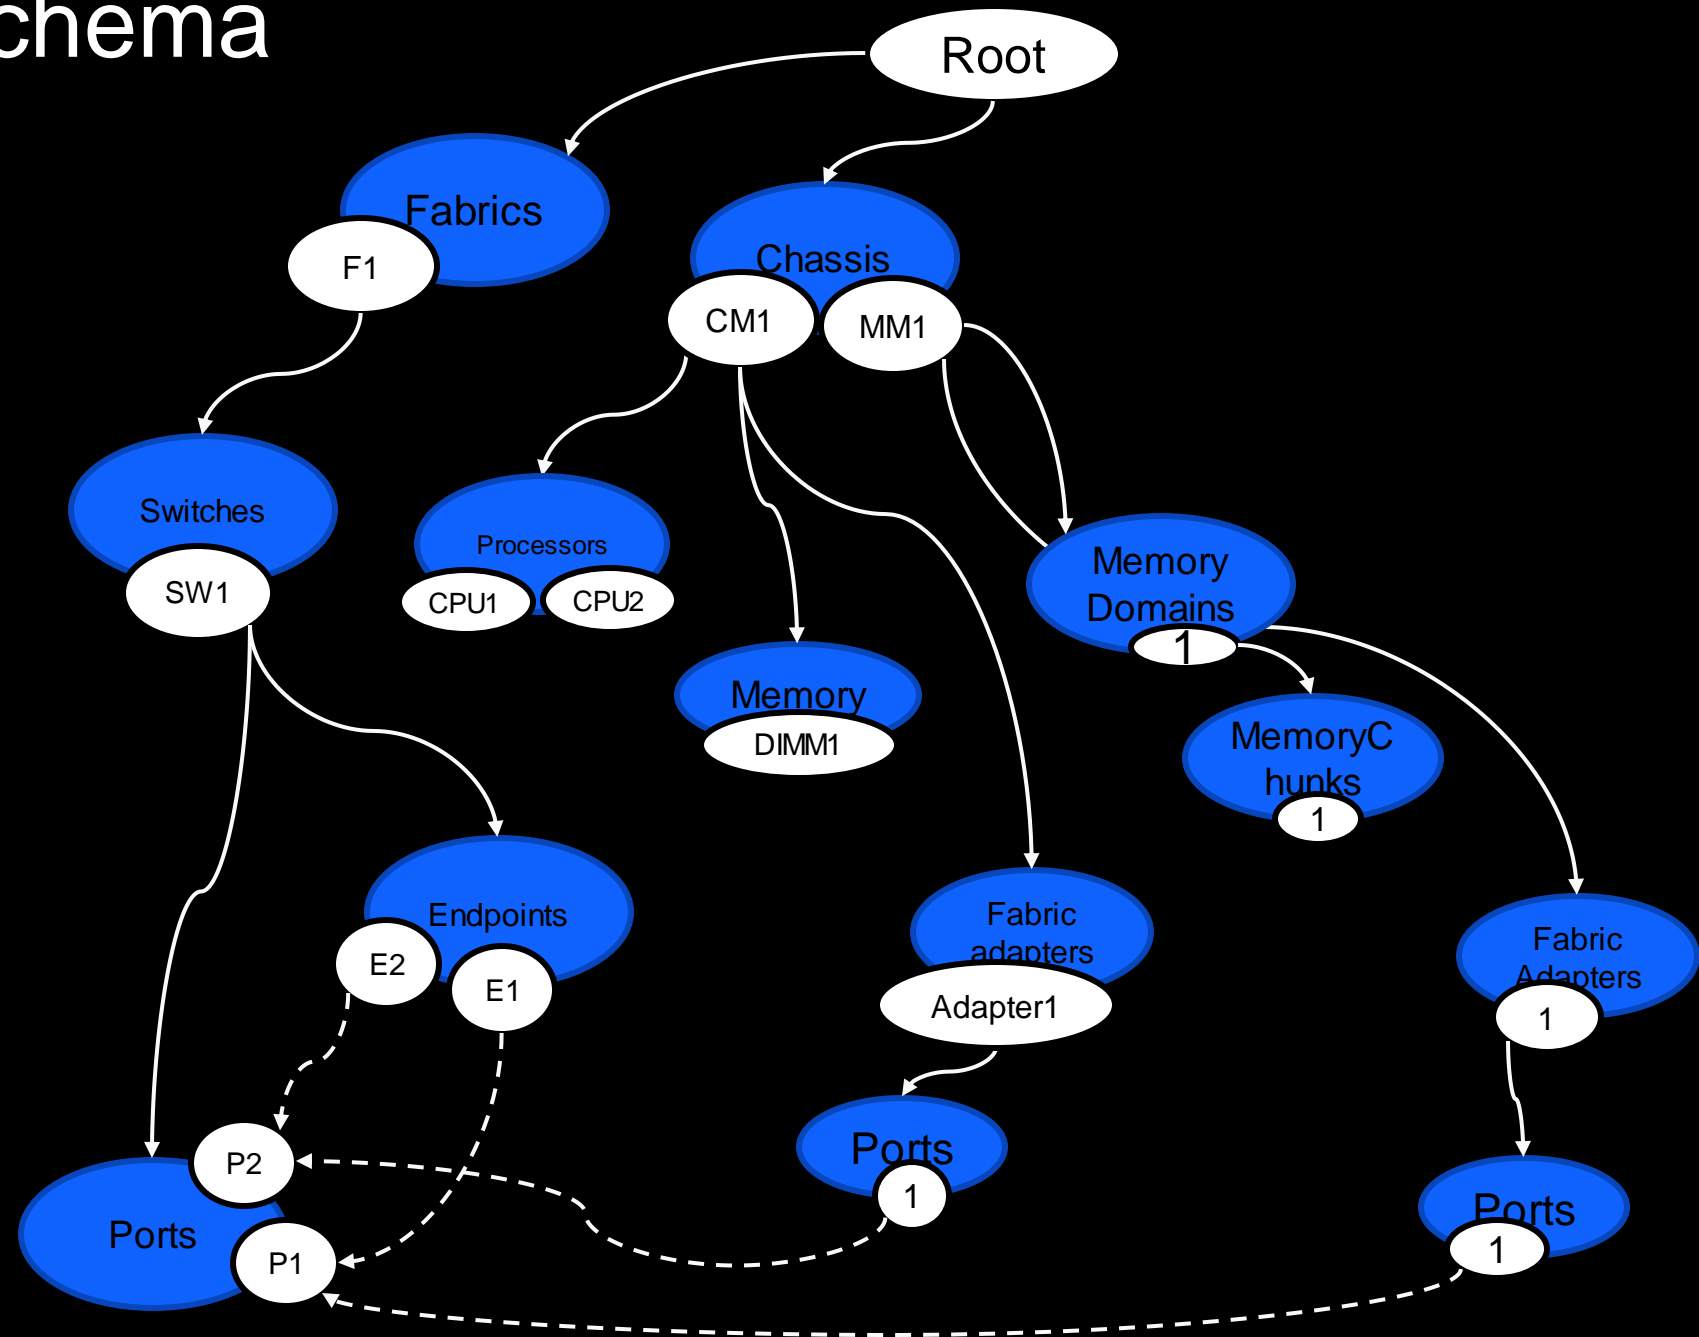 chema
Root
Fabrics
F1
Chassis
CM1
MM1
Switches
SW1
Processors
CPU1
CPU2
Memory
Domains
1
Memory
DIMM1
MemoryC
hunks
1
Endpoints
E2
E1
Fabric
adapters
Adapter1
Fabric
Adapters
1
Ports
P2
P1
Ports
1
Ports
1